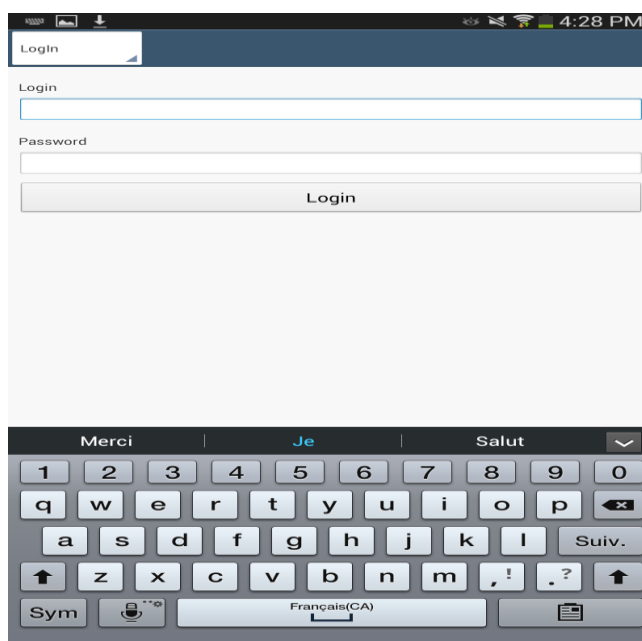 4:28 PM
LogIn
Login
Password
Login
Merci Je Salut
1 2 3 4 5 6 7 8 9 0
q w e r t y u i o p
a s d f g h j k l Suiv.
z x c v b n m , ! . ?
Sym Français(CA)